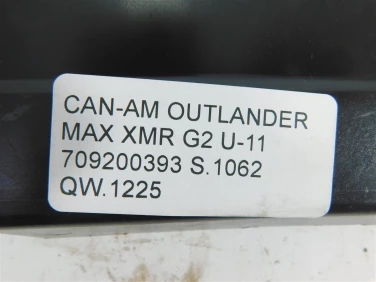 CAN-AM OUTLANDER
MAX XMR G2 U-11
709200393 S.1062
QW.1225